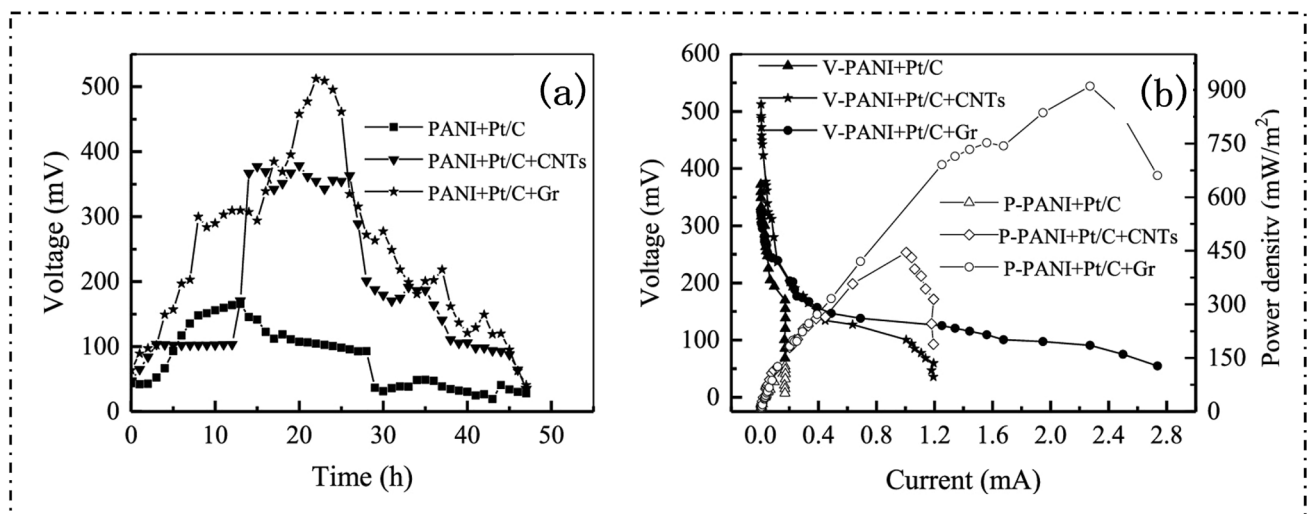 (a)
Voltage (mV)
500
400
300
200
100
0
PANI+Pt/C
PANI+Pt/C+CNTs
PANI+Pt/C+Gr
0 10 20 30 40 50
Time (h)
(b)
Voltage (mV)
600
500
400
300
200
100
0
V-PANI+Pt/C
V-PANI+Pt/C+CNTs
V-PANI+Pt/C+Gr
P-PANI+Pt/C
P-PANI+Pt/C+CNTs
P-PANI+Pt/C+Gr
900
750
600
450
300
150
0
Power density (mW/m²)
0.0 0.4 0.8 1.2 1.6 2.0 2.4 2.8
Current (mA)